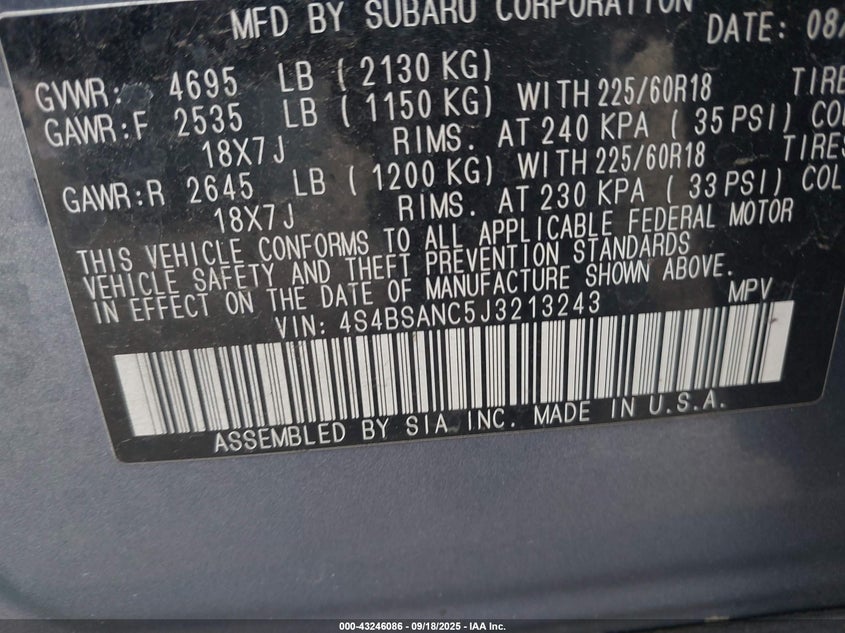 MFD BY SUBARU CORPORATION DATE: 08/
GVWR: 4695 LB ( 2130 KG)
GAWR:F 2535 LB ( 1150 KG) WITH 225/60R18 TIRE
18X7J RIMS. AT 240 KPA ( 35 PSI) COL
GAWR:R 2645 LB ( 1200 KG) WITH 225/60R18 TIRES
18X7J RIMS. AT 230 KPA ( 33 PSI) COL
THIS VEHICLE CONFORMS TO ALL APPLICABLE FEDERAL MOTOR
VEHICLE SAFETY AND THEFT PREVENTION STANDARDS
IN EFFECT ON THE DATE OF MANUFACTURE SHOWN ABOVE.
VIN: 4S4BSANC5J3213243 MPV
ASSEMBLED BY SIA INC. MADE IN U.S.A.
000-43246086 - 09/18/2025 - IAA Inc.